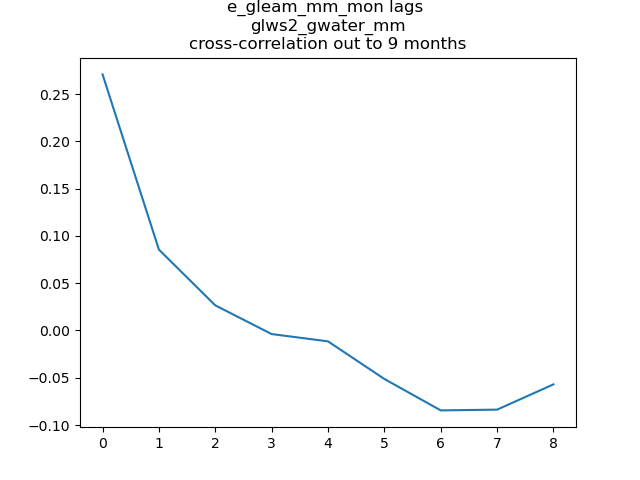 e_gleam_mm_mon lags
glws2_gwater_mm
cross-correlation out to 9 months
0.25
0.20
0.15
0.10
0.05
0.00
−0.05
−0.10
0 1 2 3 4 5 6 7 8